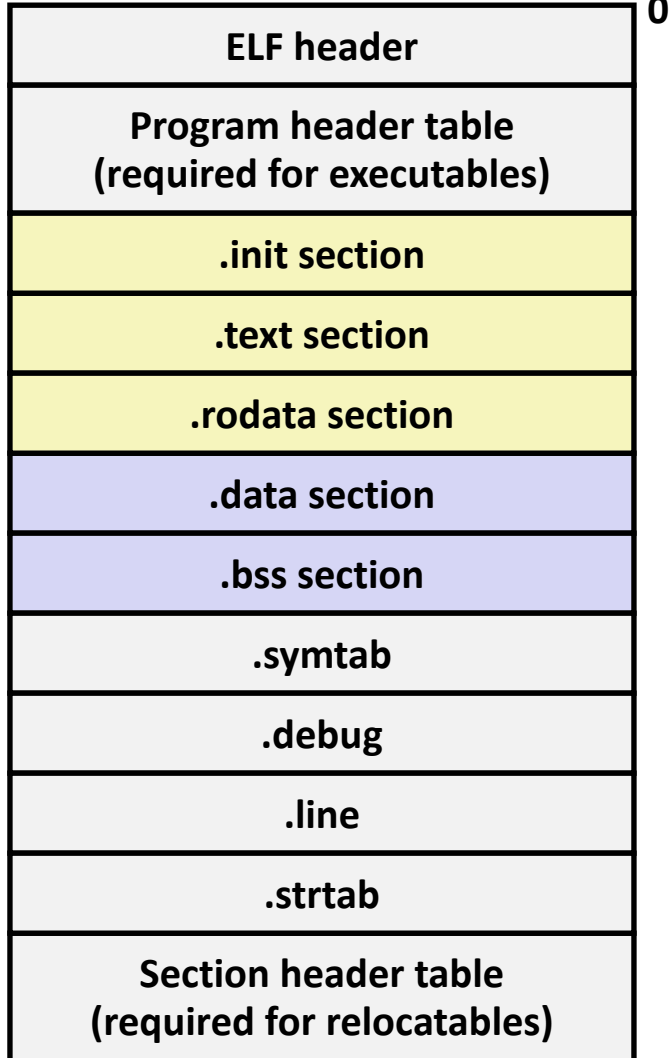 0
ELF header
Program header table
(required for executables)
.init section
.text section
.rodata section
.data section
.bss section
.symtab
.debug
.line
.strtab
Section header table
(required for relocatables)